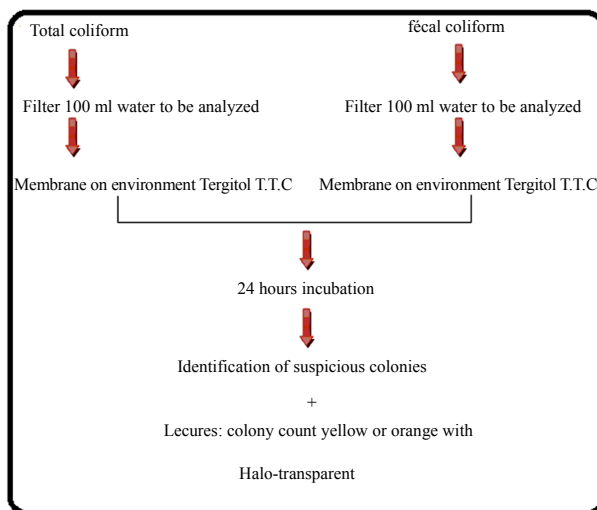 Total coliform
fécal coliform
Filter 100 ml water to be analyzed
Filter 100 ml water to be analyzed
Membrane on environment Tergitol T.T.C
Membrane on environment Tergitol T.T.C
24 hours incubation
Identification of suspicious colonies
+
Lecures: colony count yellow or orange with
Halo-transparent